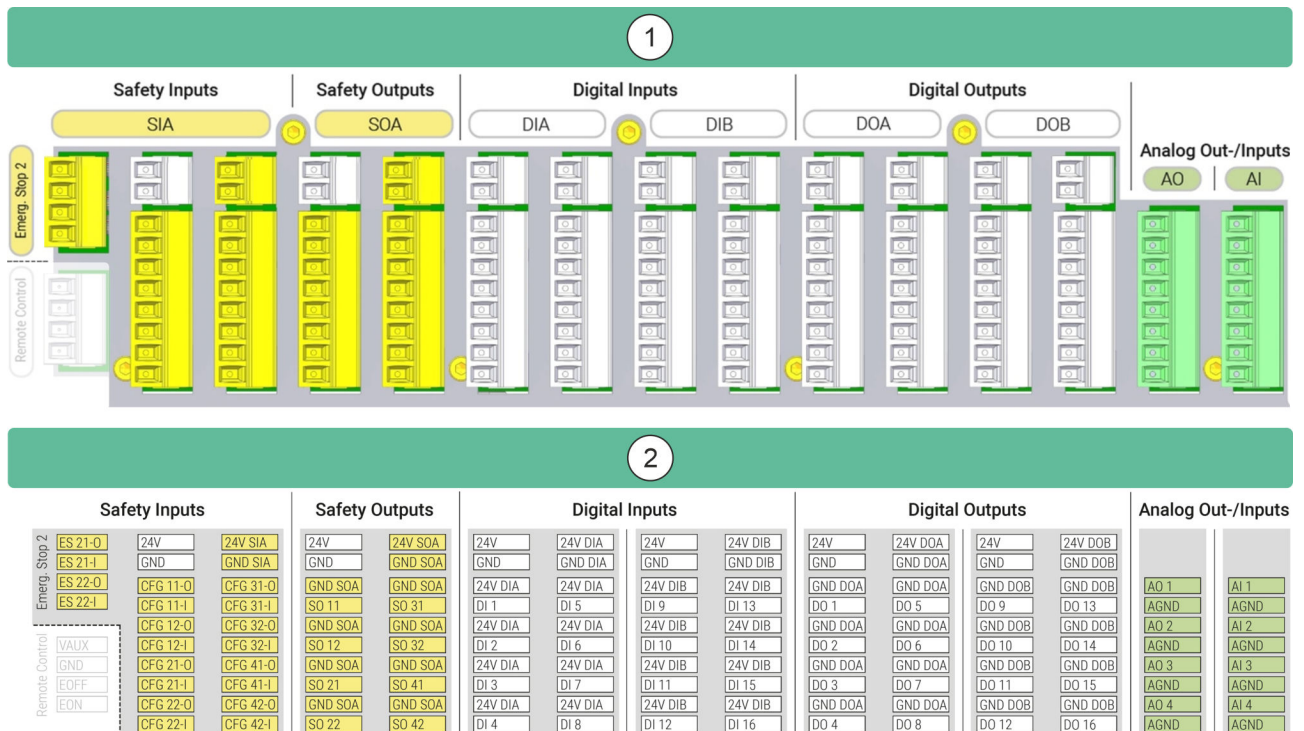 1
Safety Inputs Safety Outputs Digital Inputs Digital Outputs
SIA SOA DIA DIB DOA DOB
Analog Out-/Inputs
AO AI
Emerg. Stop 2
Remote Control
2
Safety Inputs Safety Outputs Digital Inputs Digital Outputs Analog Out-/Inputs
Emerg. Stop 2
Remote Control
ES 21-O 24V 24V SIA 24V 24V SOA 24V 24V DIA 24V 24V DIB 24V 24V DOA 24V 24V DOB
ES 21-I GND GND SIA GND GND SOA GND GND DIA GND GND DIB GND GND DOA GND GND DOB
ES 22-O CFG 11-O CFG 31-O GND SOA GND SOA 24V DIA 24V DIA 24V DIB 24V DIB GND DOA GND DOA GND DOB GND DOB AO 1 AI 1
ES 22-I CFG 11-I CFG 31-I SO 11 SO 31 DI 1 DI 5 DI 9 DI 13 DO 1 DO 5 DO 9 DO 13 AGND AGND
CFG 12-O CFG 32-O GND SOA GND SOA 24V DIA 24V DIA 24V DIB 24V DIB GND DOA GND DOA GND DOB GND DOB AO 2 AI 2
VAUX CFG 12-I CFG 32-I SO 12 SO 32 DI 2 DI 6 DI 10 DI 14 DO 2 DO 6 DO 10 DO 14 AGND AGND
GND CFG 21-O CFG 41-O GND SOA GND SOA 24V DIA 24V DIA 24V DIB 24V DIB GND DOA GND DOA GND DOB GND DOB AO 3 AI 3
EOFF CFG 21-I CFG 41-I SO 21 SO 41 DI 3 DI 7 DI 11 DI 15 DO 3 DO 7 DO 11 DO 15 AGND AGND
EON CFG 22-O CFG 42-O GND SOA GND SOA 24V DIA 24V DIA 24V DIB 24V DIB GND DOA GND DOA GND DOB GND DOB AO 4 AI 4
CFG 22-I CFG 42-I SO 22 SO 42 DI 4 DI 8 DI 12 DI 16 DO 4 DO 8 DO 12 DO 16 AGND AGND